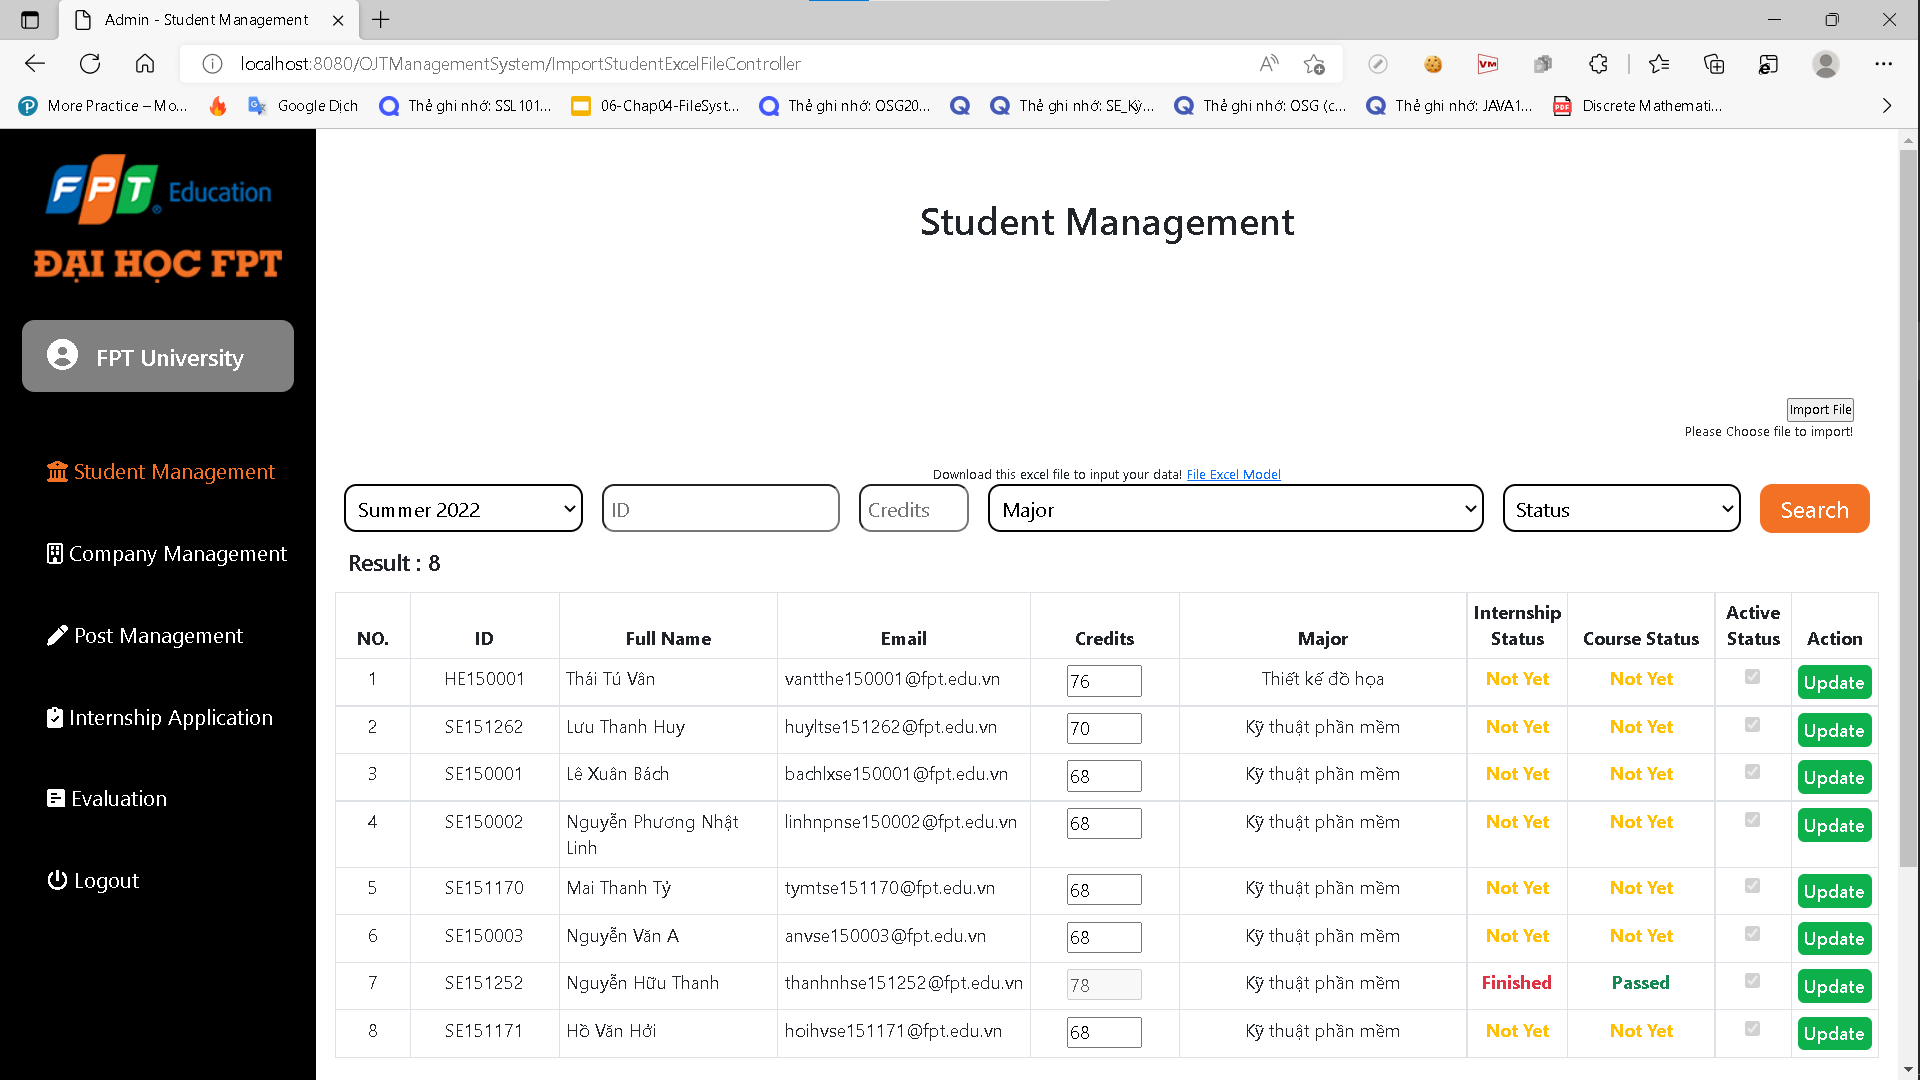 Admin - Student Management
localhost:8080/OJTManagementSystem/ImportStudentExcelFileController
More Practice – Mo...
Google Dịch
Thẻ ghi nhớ: SSL101...
06-Chap04-FileSyst...
Thẻ ghi nhớ: OSG20...
Thẻ ghi nhớ: SE_Kỳ...
Thẻ ghi nhớ: OSG (c...
Thẻ ghi nhớ: JAVA1...
Discrete Mathemati...
FPT Education
ĐẠI HỌC FPT
FPT University
Student Management
Company Management
Post Management
Internship Application
Evaluation
Logout
Student Management
Import File
Please Choose file to import!
Download this excel file to input your data! File Excel Model
Summer 2022 ID Credits Major Status Search
Result : 8
NO. ID Full Name Email Credits Major Internship Status Course Status Active Status Action
1 HE150001 Thái Tú Vân vantthe150001@fpt.edu.vn 76 Thiết kế đồ họa Not Yet Not Yet Update
2 SE151262 Lưu Thanh Huy huyltse151262@fpt.edu.vn 70 Kỹ thuật phần mềm Not Yet Not Yet Update
3 SE150001 Lê Xuân Bách bachlxse150001@fpt.edu.vn 68 Kỹ thuật phần mềm Not Yet Not Yet Update
4 SE150002 Nguyễn Phương Nhật Linh linhnpnse150002@fpt.edu.vn 68 Kỹ thuật phần mềm Not Yet Not Yet Update
5 SE151170 Mai Thanh Tỷ tymtse151170@fpt.edu.vn 68 Kỹ thuật phần mềm Not Yet Not Yet Update
6 SE150003 Nguyễn Văn A anvse150003@fpt.edu.vn 68 Kỹ thuật phần mềm Not Yet Not Yet Update
7 SE151252 Nguyễn Hữu Thanh thanhnhse151252@fpt.edu.vn 78 Kỹ thuật phần mềm Finished Passed Update
8 SE151171 Hồ Văn Hởi hoihvse151171@fpt.edu.vn 68 Kỹ thuật phần mềm Not Yet Not Yet Update